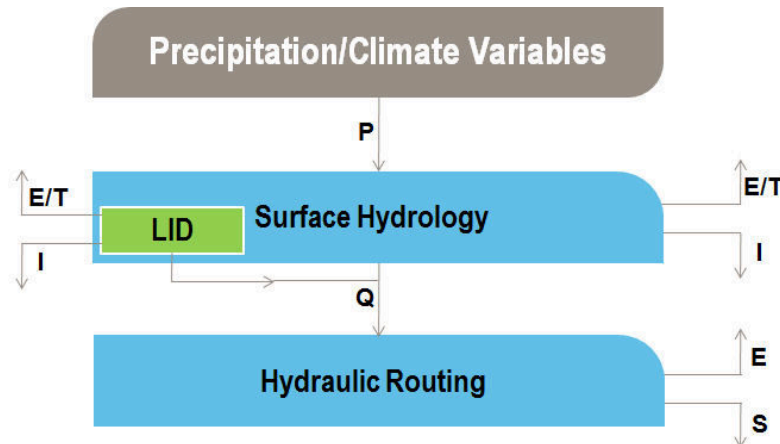 Precipitation/Climate Variables
P
E/T
E/T
LID
Surface Hydrology
I
I
Q
Hydraulic Routing
E
S